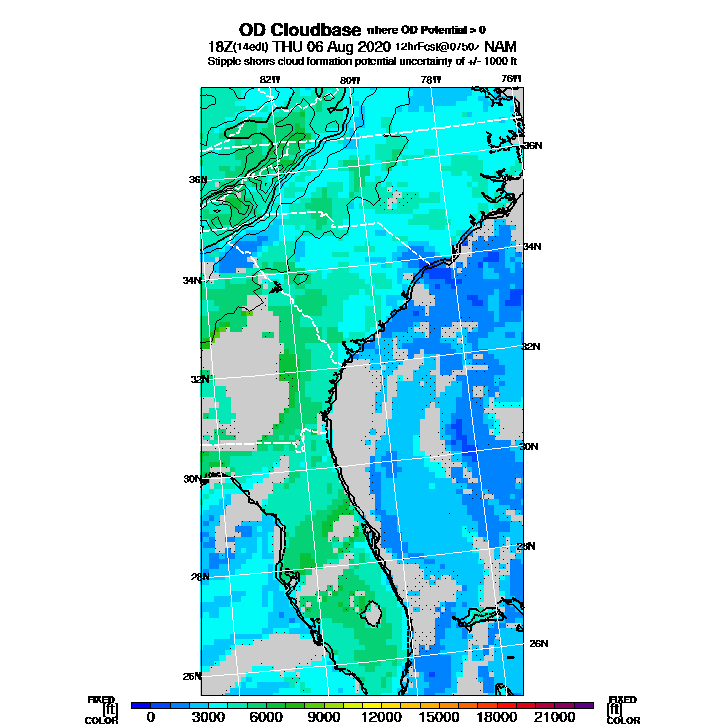 OD Cloudbase where OD Potential > 0
18Z(14edt) THU 06 Aug 2020 12hrFcst@0750z NAM
Stipple shows cloud formation potential uncertainty of +/- 1000 ft
82W 80W 78W 76W
36N
36N
34N
34N
32N
32N
30N
30N
28N
28N
26N
26N
FIXED FIXED
[ft] [ft]
COLOR COLOR
0 3000 6000 9000 12000 15000 18000 21000